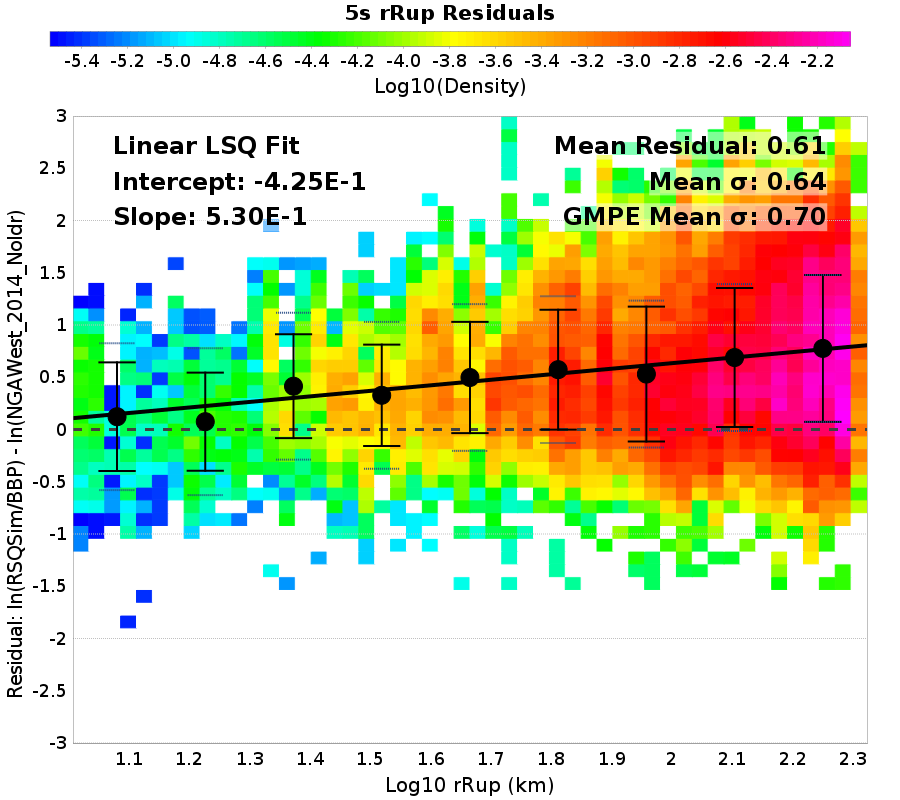 5s rRup Residuals
-5.4 -5.2 -5.0 -4.8 -4.6 -4.4 -4.2 -4.0 -3.8 -3.6 -3.4 -3.2 -3.0 -2.8 -2.6 -2.4 -2.2
Log10(Density)
Linear LSQ Fit
Intercept: -4.25E-1
Slope: 5.30E-1
Mean Residual: 0.61
Mean σ: 0.64
GMPE Mean σ: 0.70
Residual: ln(RSQSim/BBP) - ln(NGAWest_2014_NoIdr)
3
2.5
2
1.5
1
0.5
0
-0.5
-1
-1.5
-2
-2.5
-3
1.1 1.2 1.3 1.4 1.5 1.6 1.7 1.8 1.9 2 2.1 2.2 2.3
Log10 rRup (km)